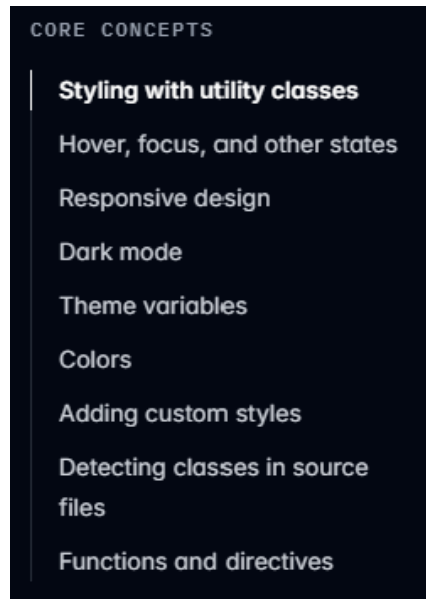 CORE CONCEPTS
Styling with utility classes
Hover, focus, and other states
Responsive design
Dark mode
Theme variables
Colors
Adding custom styles
Detecting classes in source
files
Functions and directives